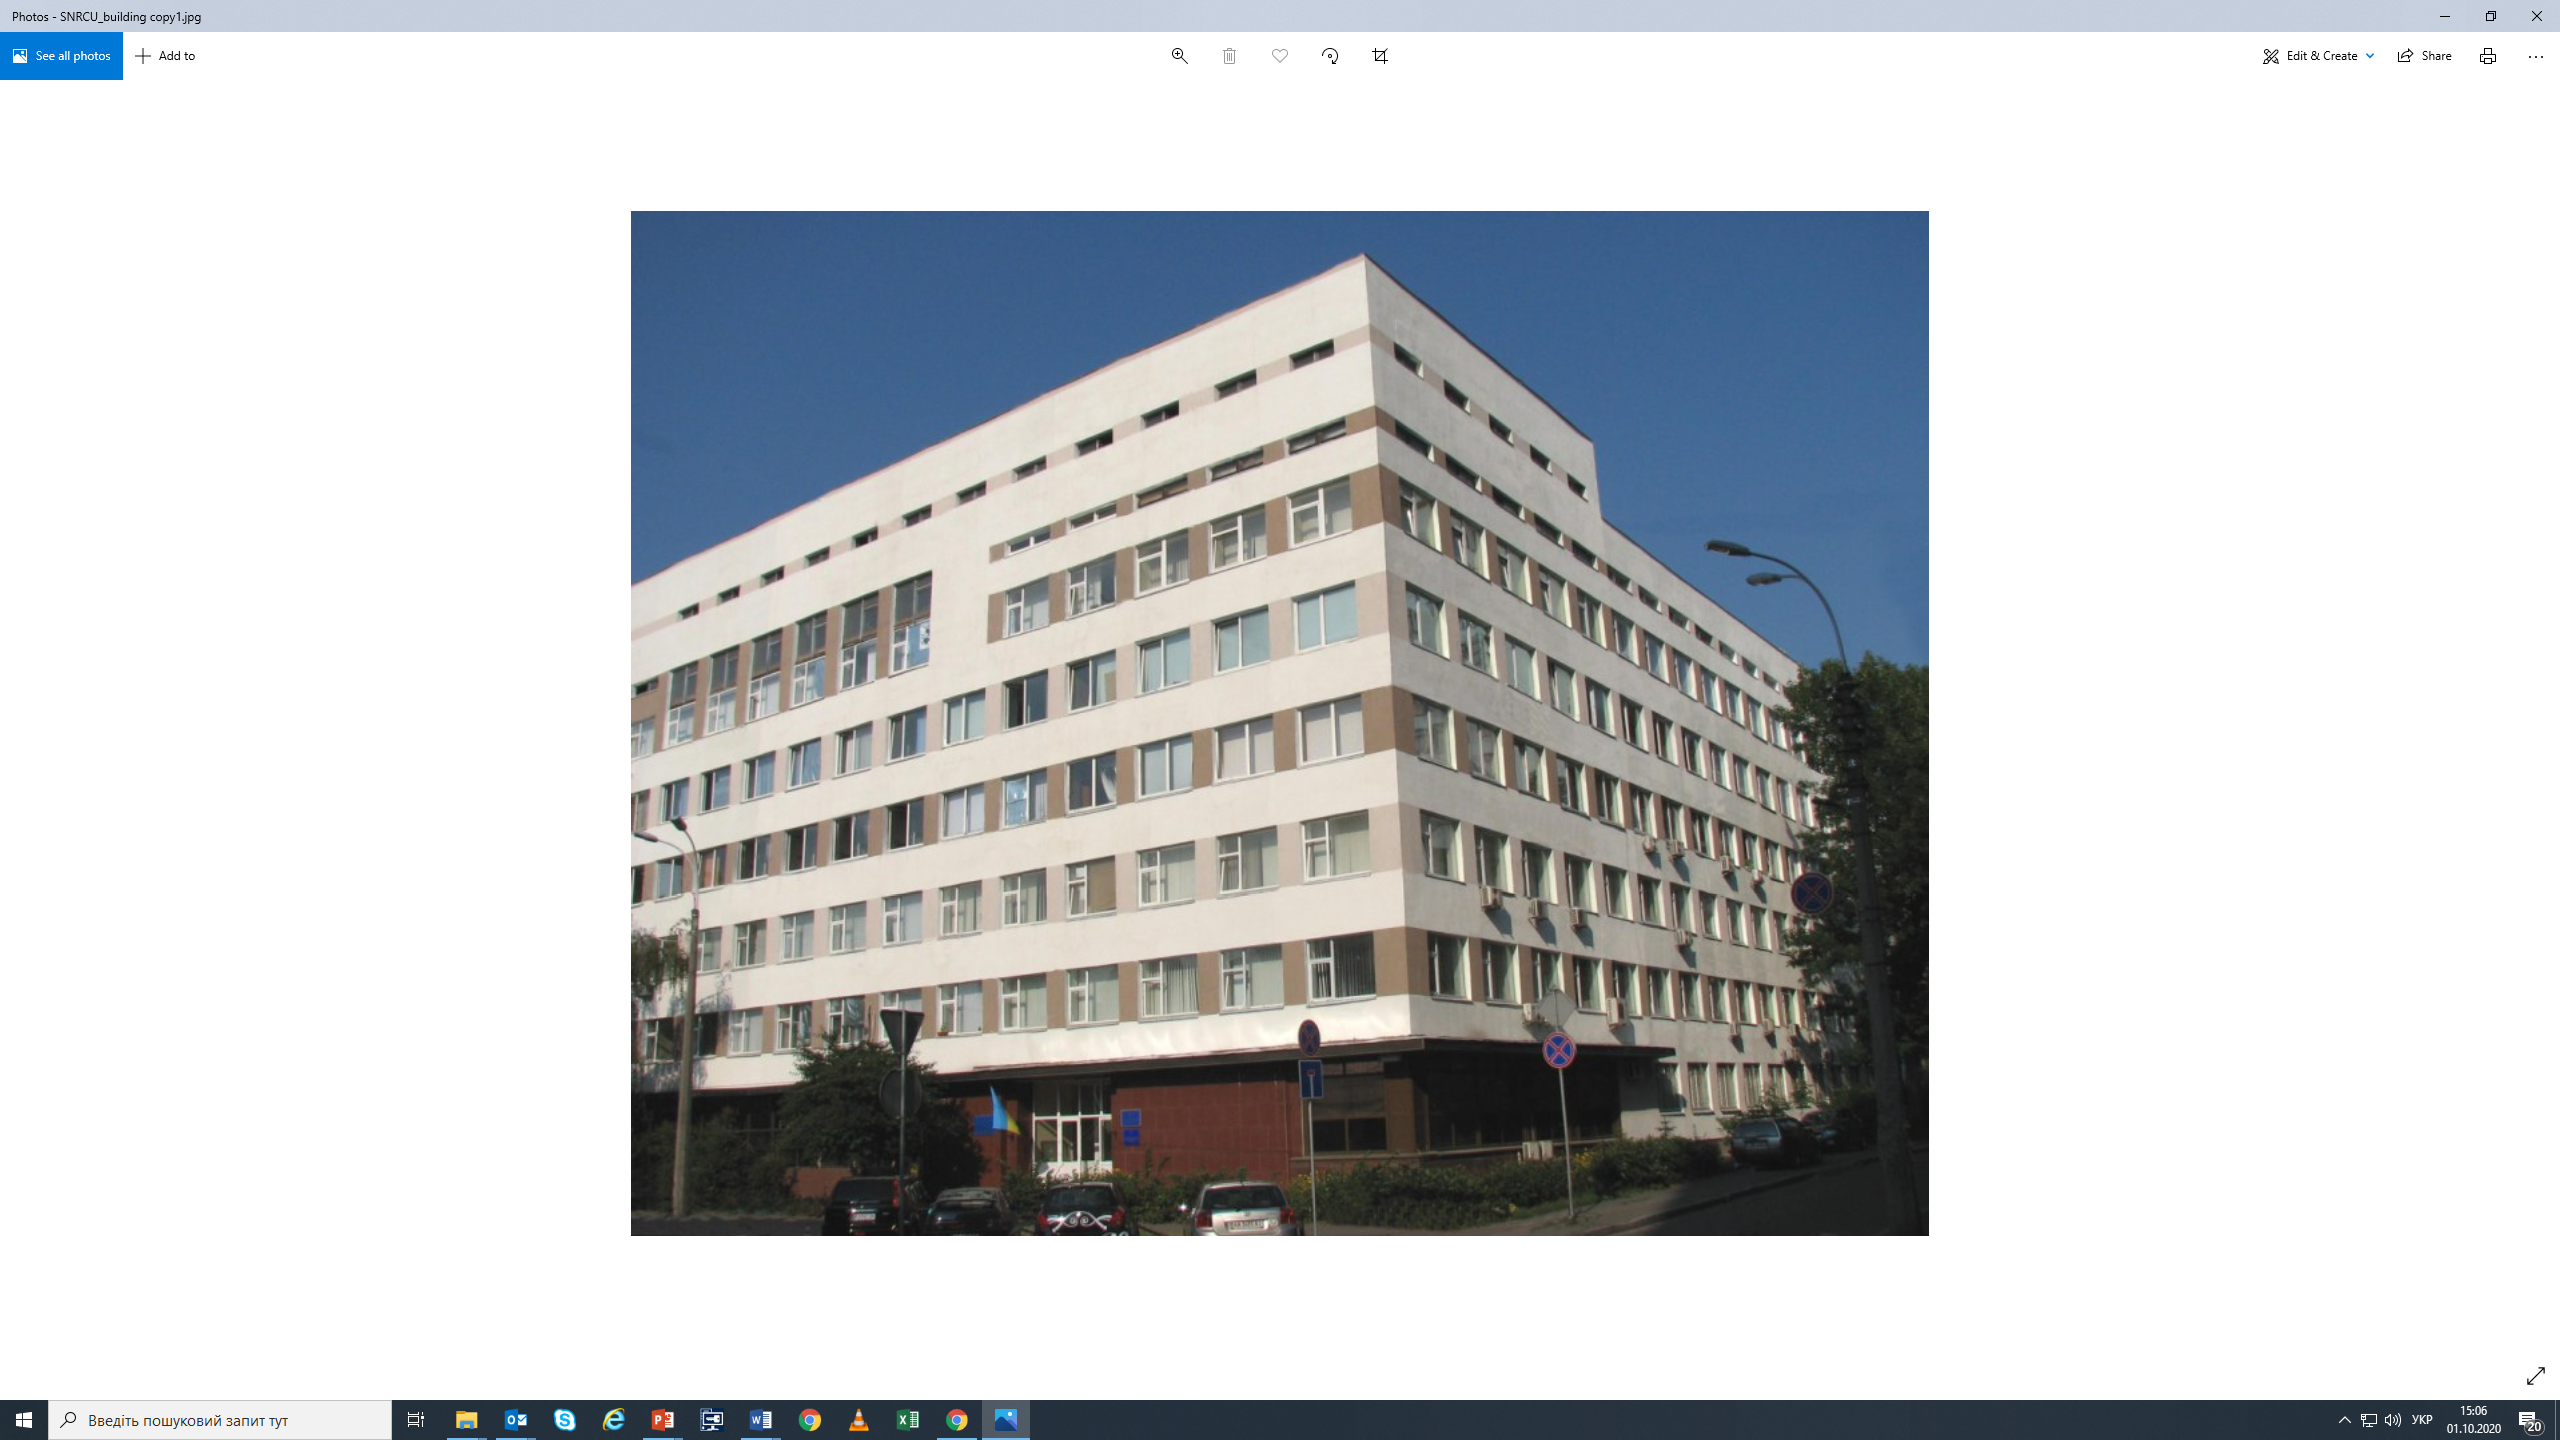 Photos - SNRCU_building copy1.jpg
See all photos
Add to
Edit & Create
Share
Введіть пошуковий запит тут
УКР
15:06
01.10.2020
20